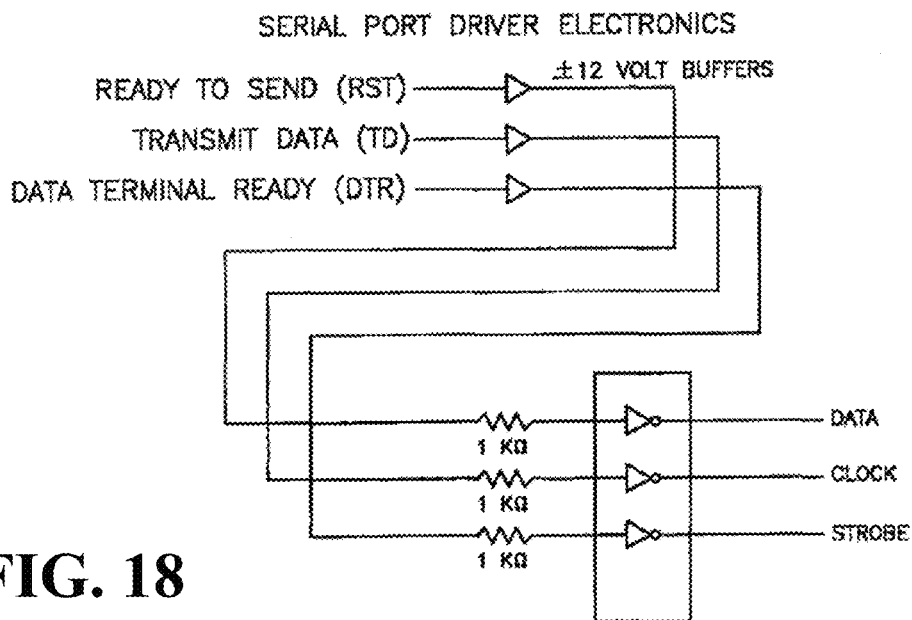 SERIAL PORT DRIVER ELECTRONICS
±12 VOLT BUFFERS
READY TO SEND (RST)
TRANSMIT DATA (TD)
DATA TERMINAL READY (DTR)
DATA
1 KΩ
CLOCK
1 KΩ
STROBE
1 KΩ
FIG. 18